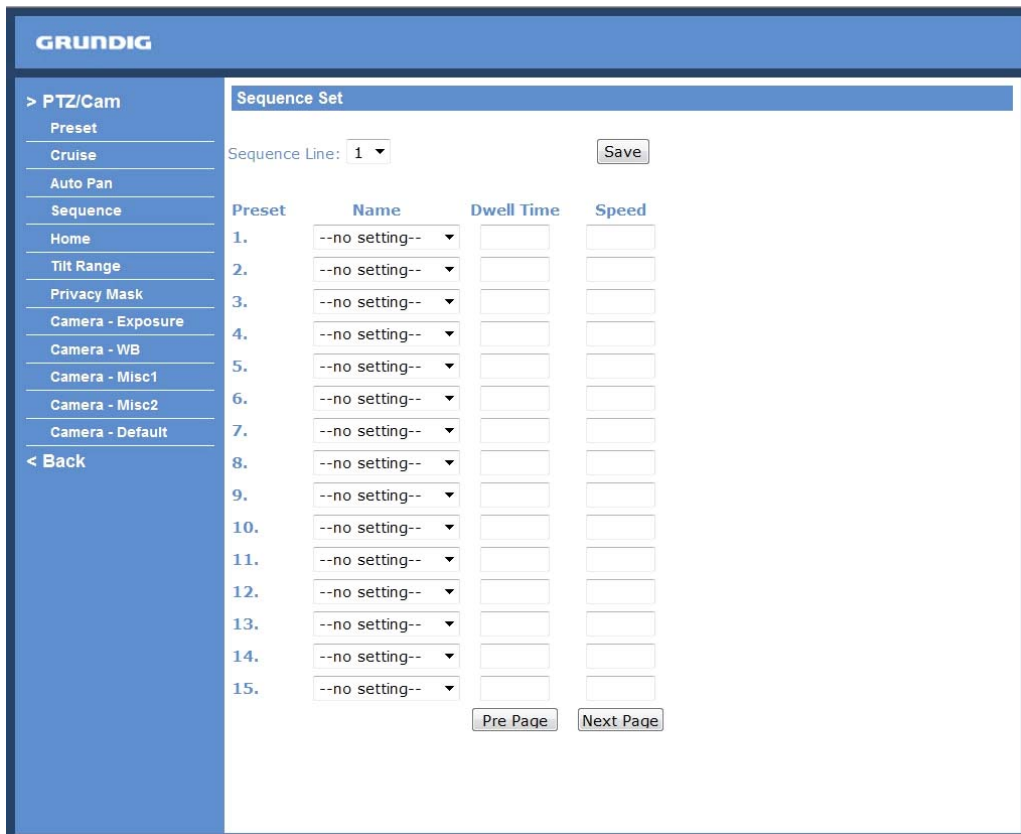 GRUNDIG
> PTZ/Cam
Preset
Cruise
Auto Pan
Sequence
Home
Tilt Range
Privacy Mask
Camera - Exposure
Camera - WB
Camera - Misc1
Camera - Misc2
Camera - Default
< Back
Sequence Set
Sequence Line: 1 Save
Preset Name Dwell Time Speed
1. --no setting--
2. --no setting--
3. --no setting--
4. --no setting--
5. --no setting--
6. --no setting--
7. --no setting--
8. --no setting--
9. --no setting--
10. --no setting--
11. --no setting--
12. --no setting--
13. --no setting--
14. --no setting--
15. --no setting--
Pre Page Next Page